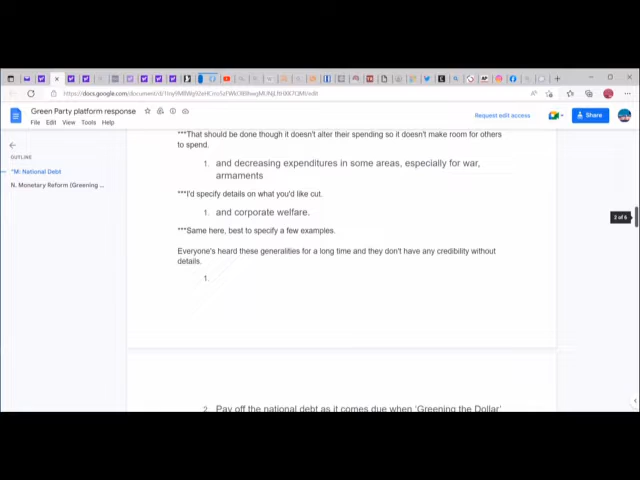 Green Party platform response
File Edit View Tools Help
Request edit access
Share
OUTLINE
*M: National Debt
N. Monetary Reform (Greening ...
***That should be done though it doesn't alter their spending so it doesn't make room for others
to spend.
1. and decreasing expenditures in some areas, especially for war,
armaments
***I'd specify details on what you'd like cut.
1. and corporate welfare.
***Same here, best to specify a few examples.
Everyone's heard these generalities for a long time and they don't have any credibility without
details.
1.
2 of 6
2. Pay off the national debt as it comes due when 'Greening the Dollar'